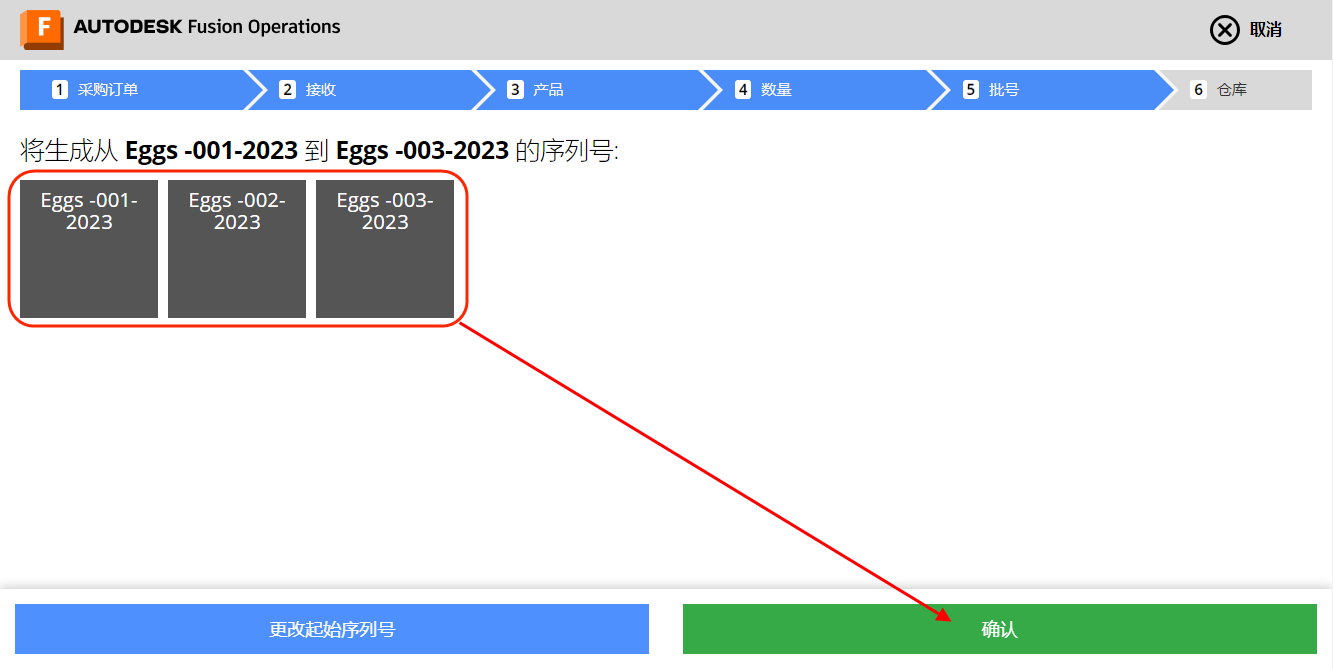 F AUTODESK Fusion Operations
取消
1 采购订单 2 接收 3 产品 4 数量 5 批号 6 仓库
将生成从 Eggs -001-2023 到 Eggs -003-2023 的序列号:
Eggs -001-
2023
Eggs -002-
2023
Eggs -003-
2023
更改起始序列号
确认